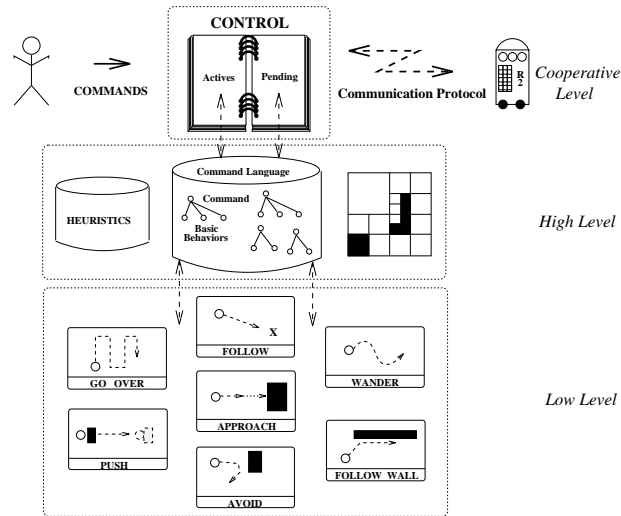 CONTROL
Actives
Pending
COMMANDS
Communication Protocol
R
2
Cooperative
Level
Command Language
Command
Basic
Behaviors
HEURISTICS
High Level
FOLLOW
X
GO OVER
WANDER
APPROACH
Low Level
PUSH
AVOID
FOLLOW WALL